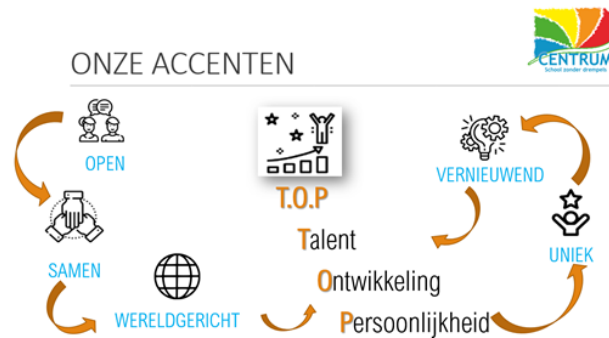 CENTRUM
School zonder drempels
ONZE ACCENTEN
OPEN
SAMEN
WERELDGERICHT
T.O.P
Talent
Ontwikkeling
Persoonlijkheid
VERNIEUWEND
UNIEK